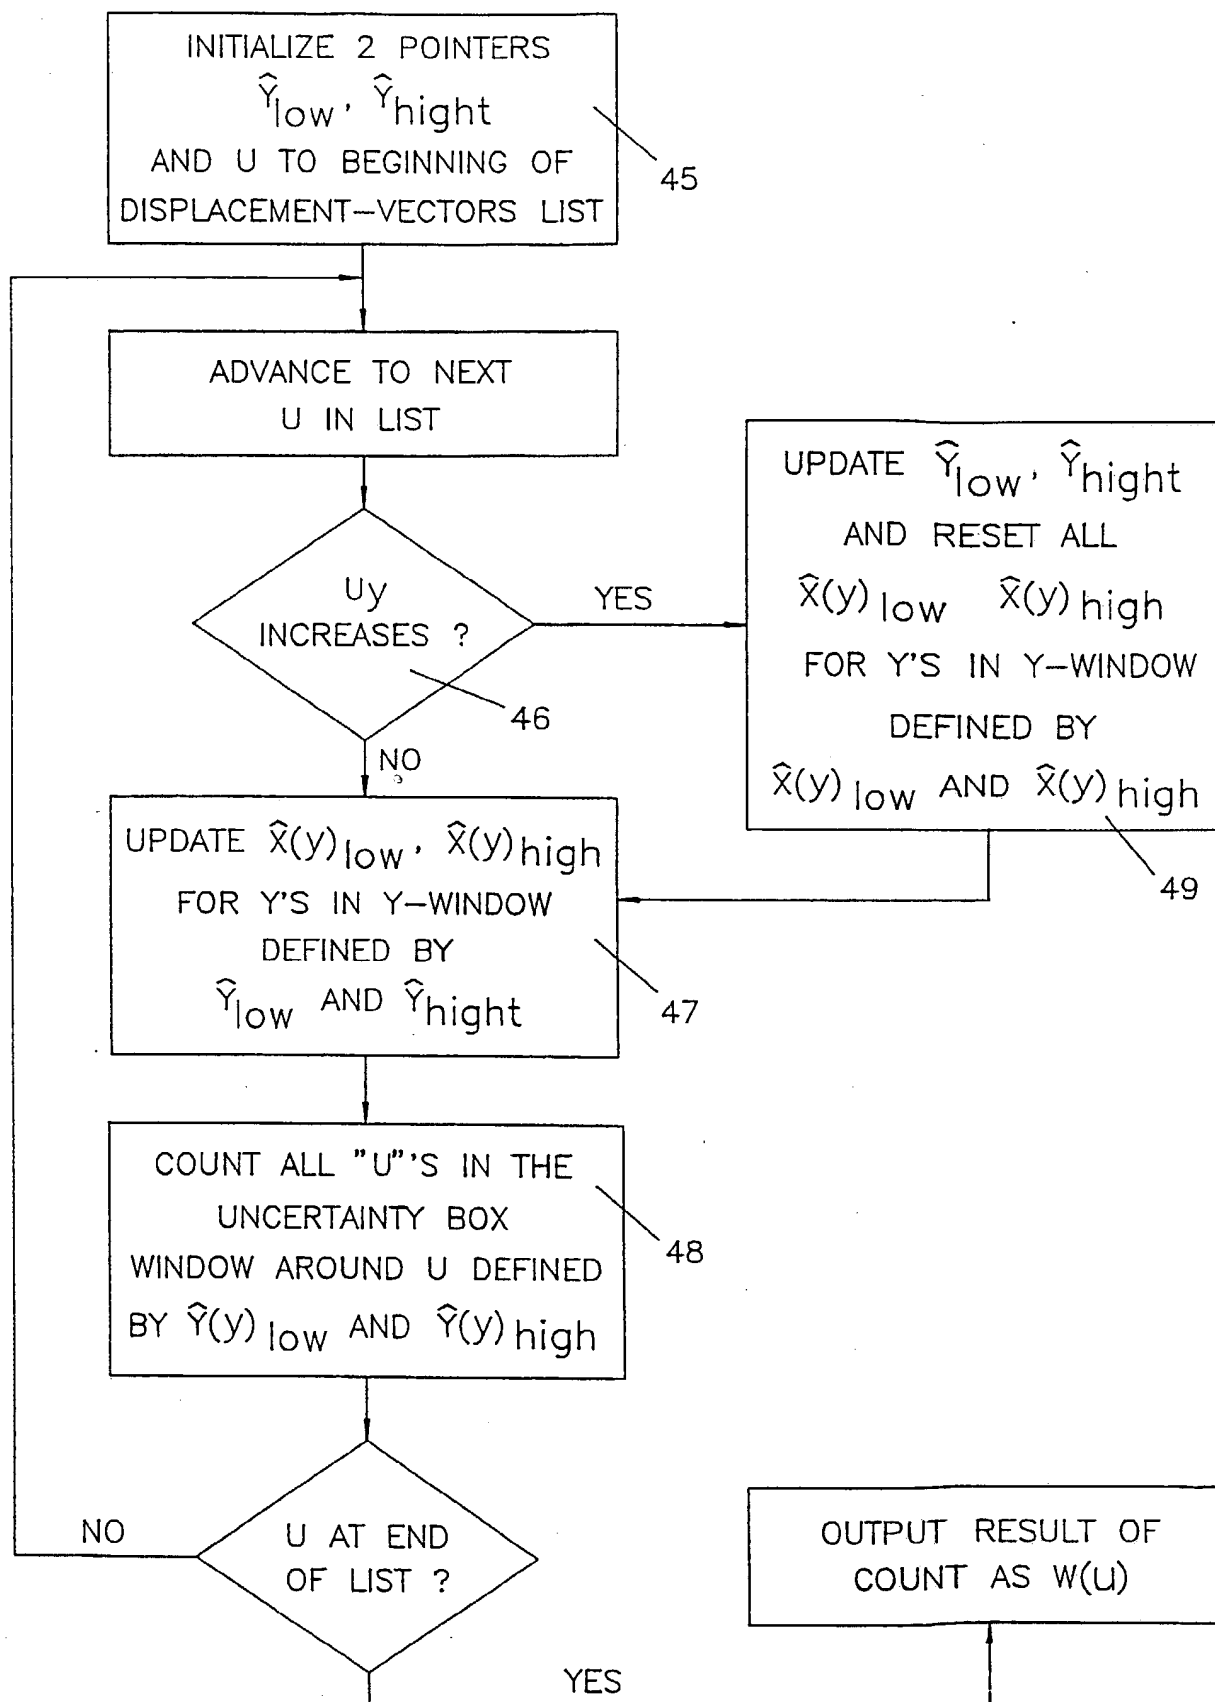 INITIALIZE 2 POINTERS
Ŷlow, Ŷhight
AND U TO BEGINNING OF
DISPLACEMENT-VECTORS LIST
45
ADVANCE TO NEXT
U IN LIST
Uy
INCREASES ?
46
YES
NO
UPDATE Ŷlow, Ŷhight
AND RESET ALL
X̂(y)low X̂(y)high
FOR Y'S IN Y-WINDOW
DEFINED BY
X̂(y)low AND X̂(y)high
49
UPDATE X̂(y)low, X̂(y)high
FOR Y'S IN Y-WINDOW
DEFINED BY
Ŷlow AND Ŷhight
47
COUNT ALL "U"'S IN THE
UNCERTAINTY BOX
WINDOW AROUND U DEFINED
BY Ŷ(y)low AND Ŷ(y)high
48
U AT END
OF LIST ?
NO
YES
OUTPUT RESULT OF
COUNT AS W(u)